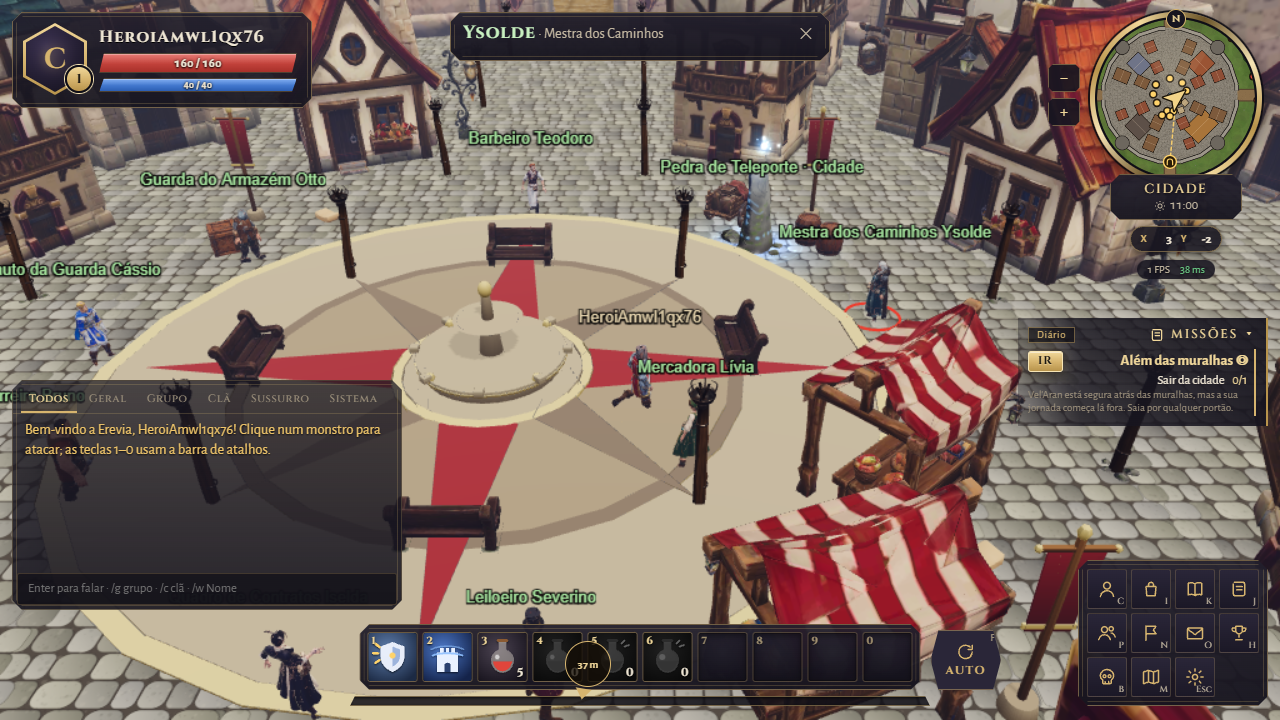 HeroiAmwl1qx76
C
1
160 / 160
40 / 40
Ysolde · Mestra dos Caminhos
N
−
+
CIDADE
11:00
X 3 Y -2
1 FPS 38 ms
Barbeiro Teodoro
Pedra de Teleporte · Cidade
Guarda do Armazém Otto
Mestra dos Caminhos Ysolde
da Guarda Cássio
HeroiAmwl1qx76
Mercadora Lívia
Diário
MISSÕES
IR
Além das muralhas
Sair da cidade 0/1
Vel'Aran está segura atrás das muralhas, mas a sua
jornada começa lá fora. Saia por qualquer portão.
TODOS GERAL GRUPO CLÃ SUSSURRO SISTEMA
Bem-vindo a Erevia, HeroiAmwl1qx76! Clique num monstro para
atacar; as teclas 1–0 usam a barra de atalhos.
Enter para falar · /g grupo · /c clã · /w Nome
Leiloeiro Severino
1 2 3 4 5 6 7 8 9 0
5 0 0
37 m
F
AUTO
C I K J
P N O H
B M ESC